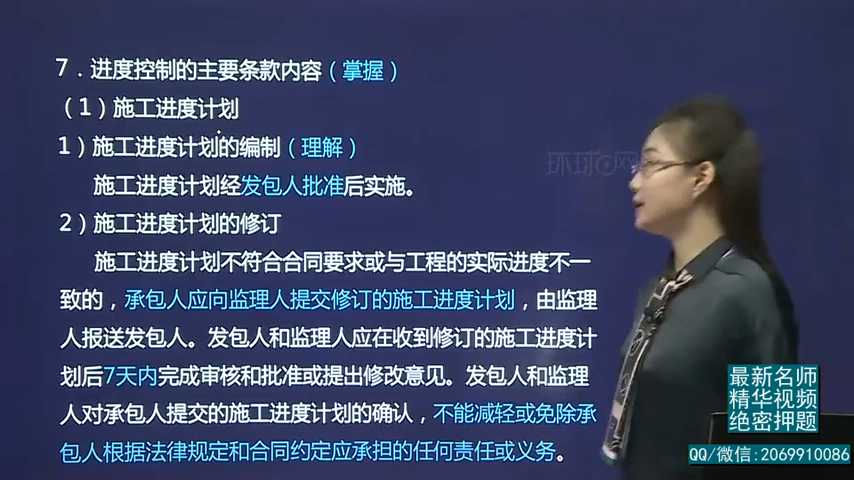 7．进度控制的主要条款内容（掌握）
（1）施工进度计划
1）施工进度计划的编制（理解）
施工进度计划经发包人批准后实施。
2）施工进度计划的修订
施工进度计划不符合合同要求或与工程的实际进度不一
致的，承包人应向监理人提交修订的施工进度计划，由监理
人报送发包人。发包人和监理人应在收到修订的施工进度计
划后7天内完成审核和批准或提出修改意见。发包人和监理
人对承包人提交的施工进度计划的确认，不能减轻或免除承
包人根据法律规定和合同约定应承担的任何责任或义务。
环球网
最新名师
精华视频
绝密押题
QQ/微信:2069910086